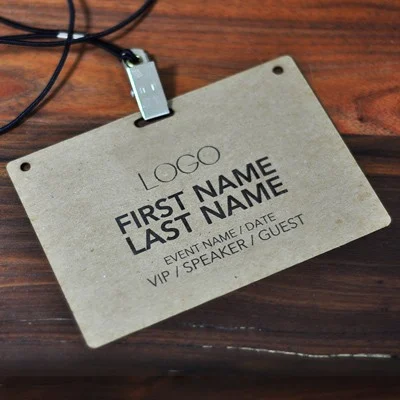 LOGO
FIRST NAME
LAST NAME
EVENT NAME / DATE
VIP / SPEAKER / GUEST